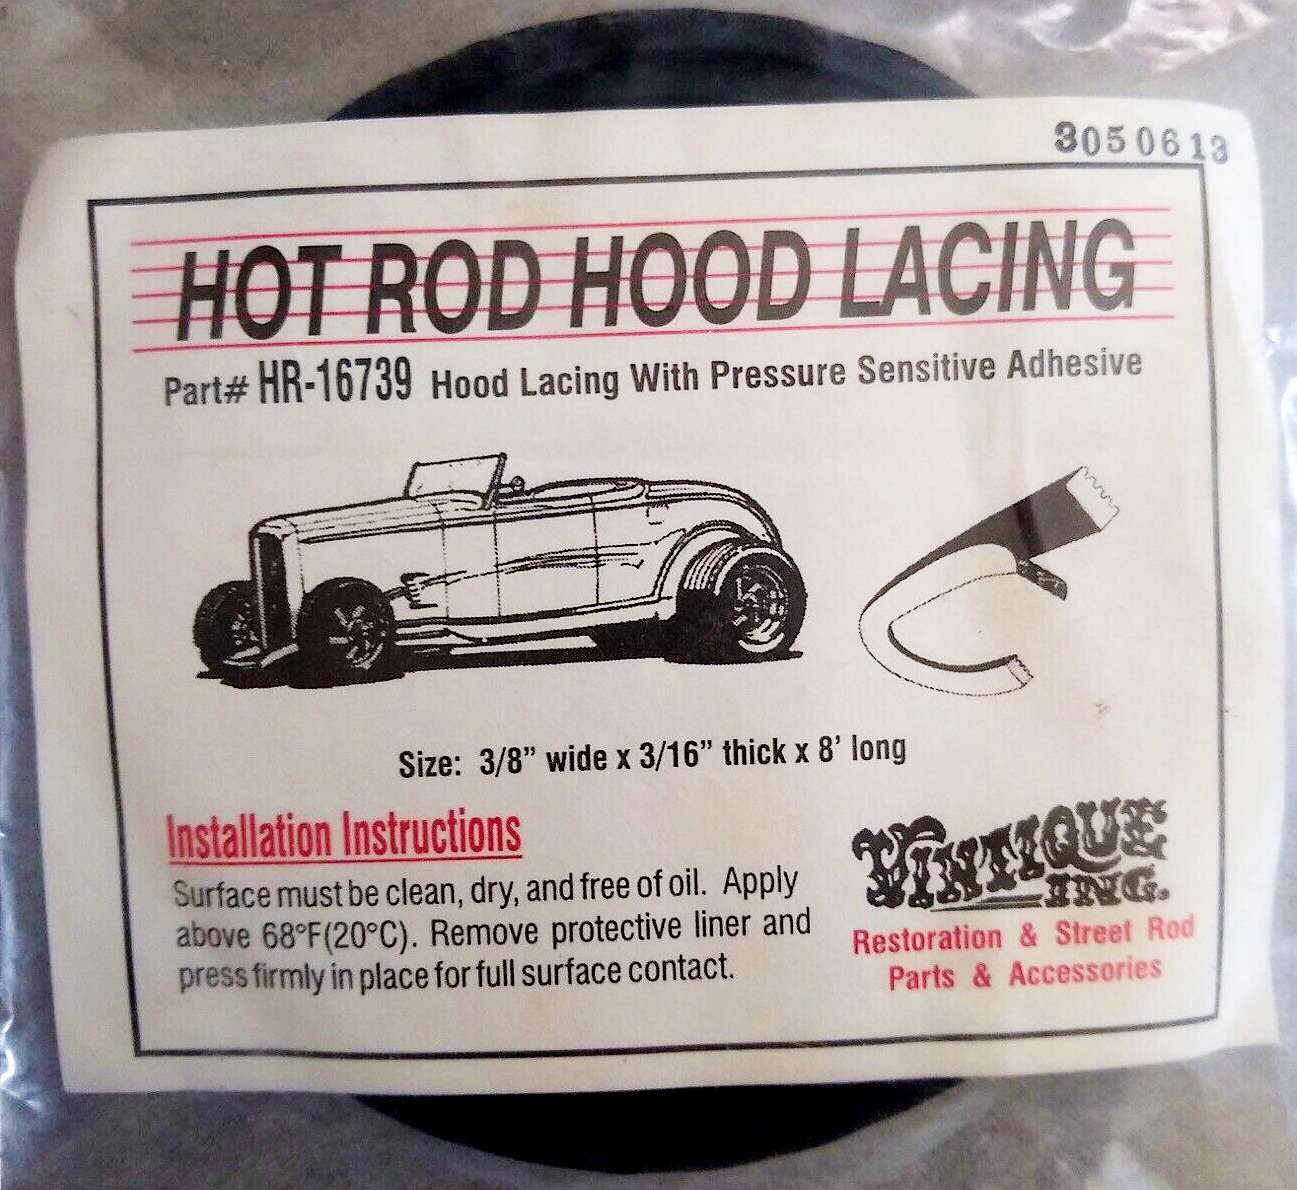 3050613
HOT ROD HOOD LACING
Part# HR-16739 Hood Lacing With Pressure Sensitive Adhesive
Size: 3/8” wide x 3/16” thick x 8’ long
Installation Instructions
Surface must be clean, dry, and free of oil. Apply
above 68°F(20°C). Remove protective liner and
press firmly in place for full surface contact.
VINTIQUE
INC.
Restoration & Street Rod
Parts & Accessories